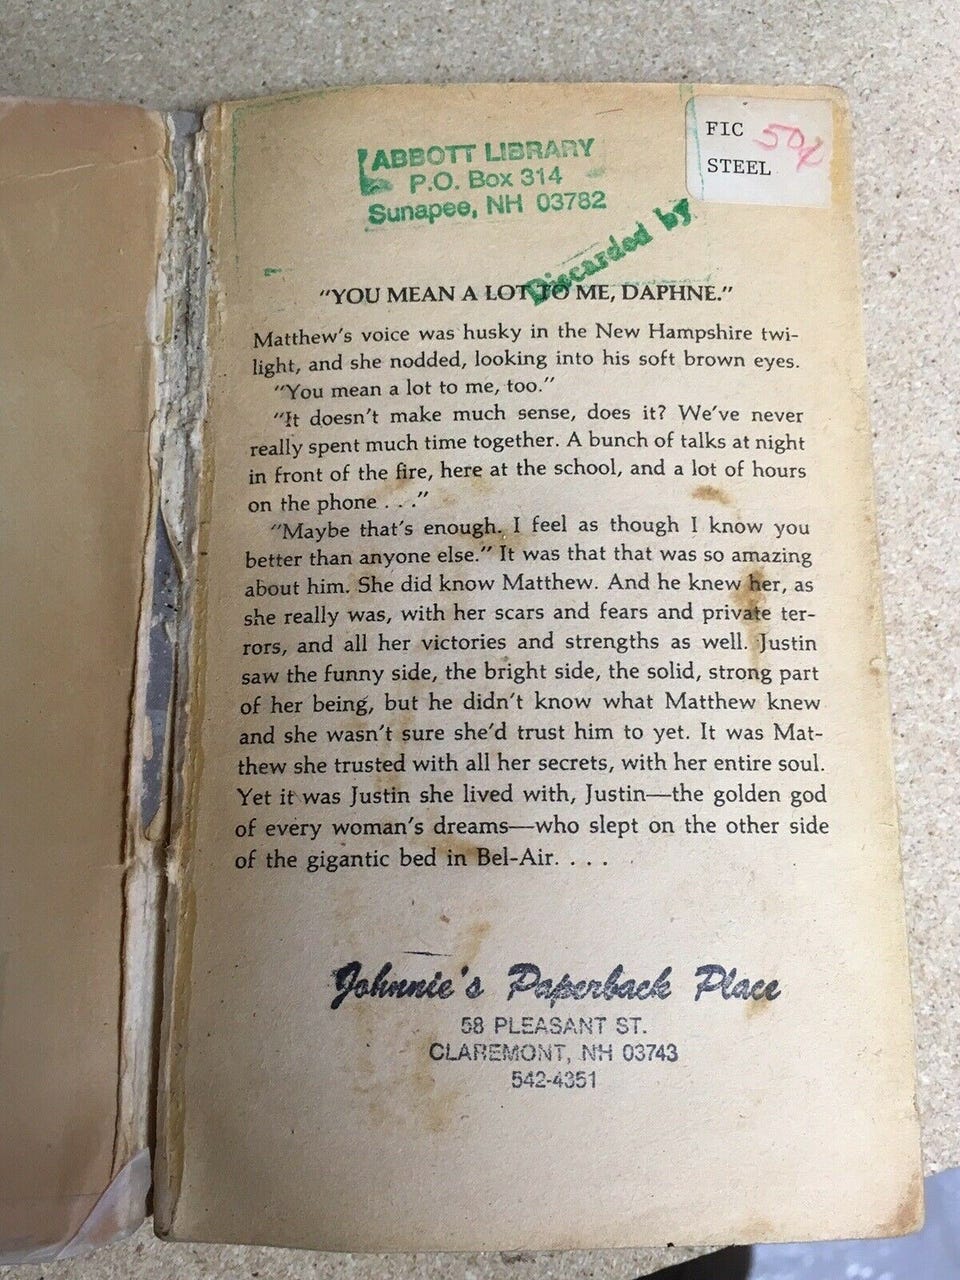 ABBOTT LIBRARY
P.O. Box 314
Sunapee, NH 03782
FIC 50¢
STEEL
Discarded by
"YOU MEAN A LOT TO ME, DAPHNE."
Matthew's voice was husky in the New Hampshire twi-
light, and she nodded, looking into his soft brown eyes.
"You mean a lot to me, too."
"It doesn't make much sense, does it? We've never
really spent much time together. A bunch of talks at night
in front of the fire, here at the school, and a lot of hours
on the phone . . ."
"Maybe that's enough. I feel as though I know you
better than anyone else." It was that that was so amazing
about him. She did know Matthew. And he knew her, as
she really was, with her scars and fears and private ter-
rors, and all her victories and strengths as well. Justin
saw the funny side, the bright side, the solid, strong part
of her being, but he didn't know what Matthew knew
and she wasn't sure she'd trust him to yet. It was Mat-
thew she trusted with all her secrets, with her entire soul.
Yet it was Justin she lived with, Justin—the golden god
of every woman's dreams—who slept on the other side
of the gigantic bed in Bel-Air. . . .
Johnnie's Paperback Place
58 PLEASANT ST.
CLAREMONT, NH 03743
542-4351